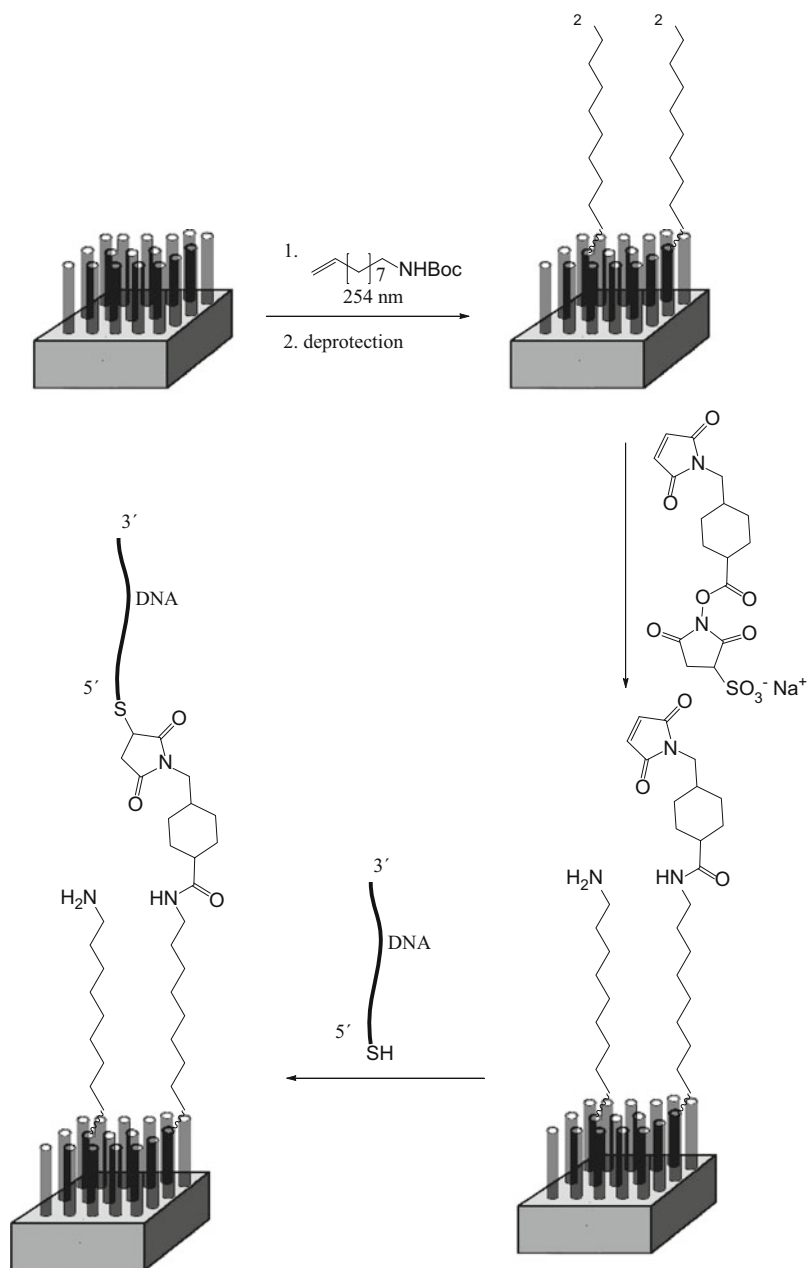 2 2
1.
7 NHBoc
254 nm
2. deprotection
O
N
O
O
O
O N O
SO3- Na+
3´
DNA
5´
S O
N
O
H2N HN O
3´
DNA
5´
SH
O
N
O
H2N HN O